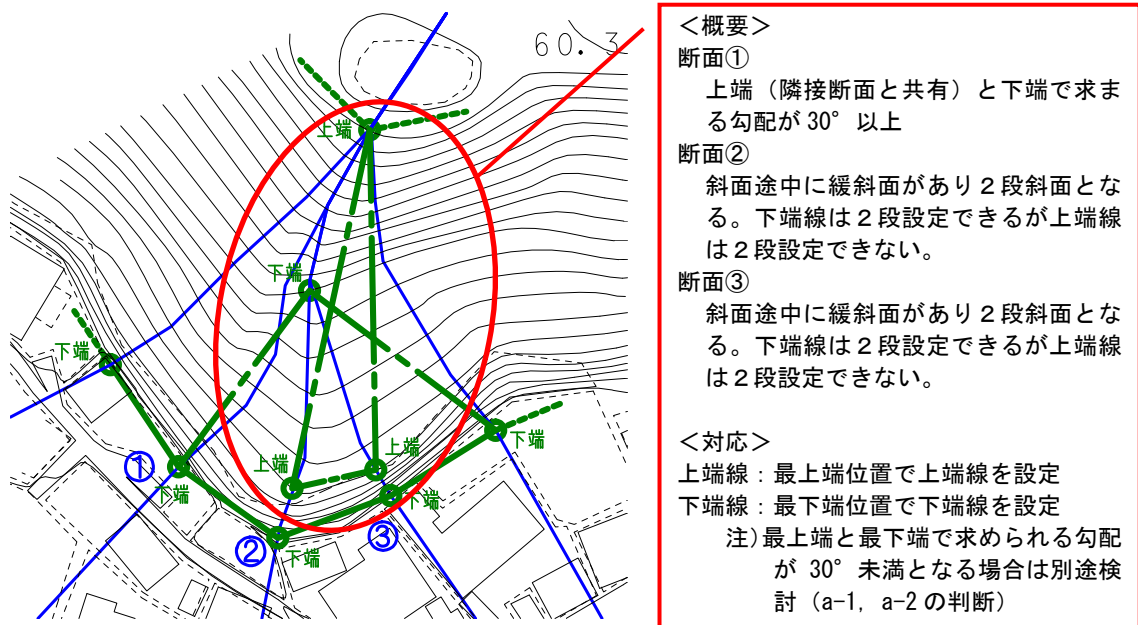 60.3
上端
下端
下端
上端
上端
下端
①
下端
下端
②
下端
③
＜概要＞
断面①
上端（隣接断面と共有）と下端で求ま
る勾配が 30° 以上
断面②
斜面途中に緩斜面があり２段斜面とな
る。下端線は２段設定できるが上端線
は２段設定できない。
断面③
斜面途中に緩斜面があり２段斜面とな
る。下端線は２段設定できるが上端線
は２段設定できない。
＜対応＞
上端線：最上端位置で上端線を設定
下端線：最下端位置で下端線を設定
注)最上端と最下端で求められる勾配
が 30° 未満となる場合は別途検
討（a-1, a-2 の判断）